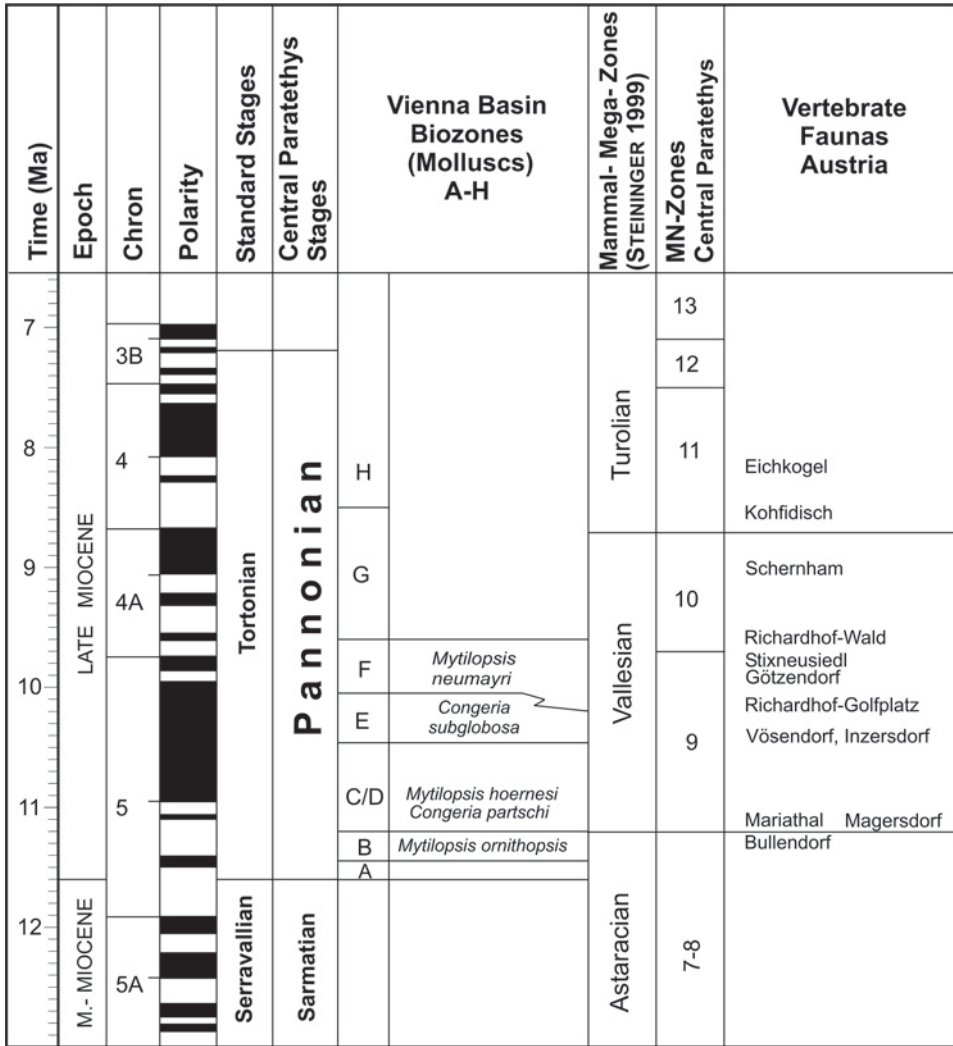 Time (Ma)
Epoch
Chron
Polarity
Standard Stages
Central Paratethys
Stages
Vienna Basin
Biozones
(Molluscs)
A-H
Mammal- Mega- Zones
(STEININGER 1999)
MN-Zones
Central Paratethys
Vertebrate
Faunas
Austria
7
8
9
10
11
12
LATE MIOCENE
M.- MIOCENE
3B
4
4A
5
5A
Tortonian
Serravallian
Pannonian
Sarmatian
H
G
F
E
C/D
B
A
Mytilopsis
neumayri
Congeria
subglobosa
Mytilopsis hoernesi
Congeria partschi
Mytilopsis ornithopsis
Turolian
Vallesian
Astaracian
13
12
11
10
9
7-8
Eichkogel
Kohfidisch
Schernham
Richardhof-Wald
Stixneusiedl
Götzendorf
Richardhof-Golfplatz
Vösendorf, Inzersdorf
Mariathal Magersdorf
Bullendorf